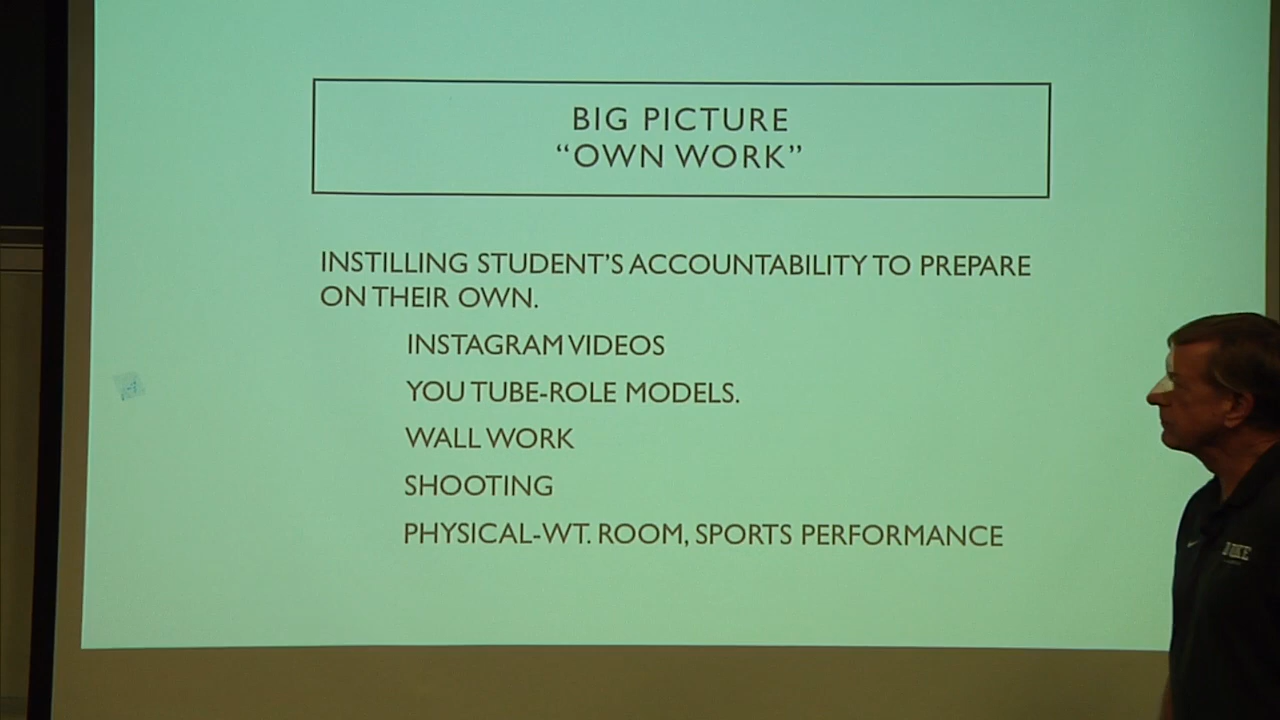 BIG PICTURE
“OWN WORK”
INSTILLING STUDENT’S ACCOUNTABILITY TO PREPARE
ON THEIR OWN.
INSTAGRAM VIDEOS
YOU TUBE-ROLE MODELS.
WALL WORK
SHOOTING
PHYSICAL-WT. ROOM, SPORTS PERFORMANCE
DUKE